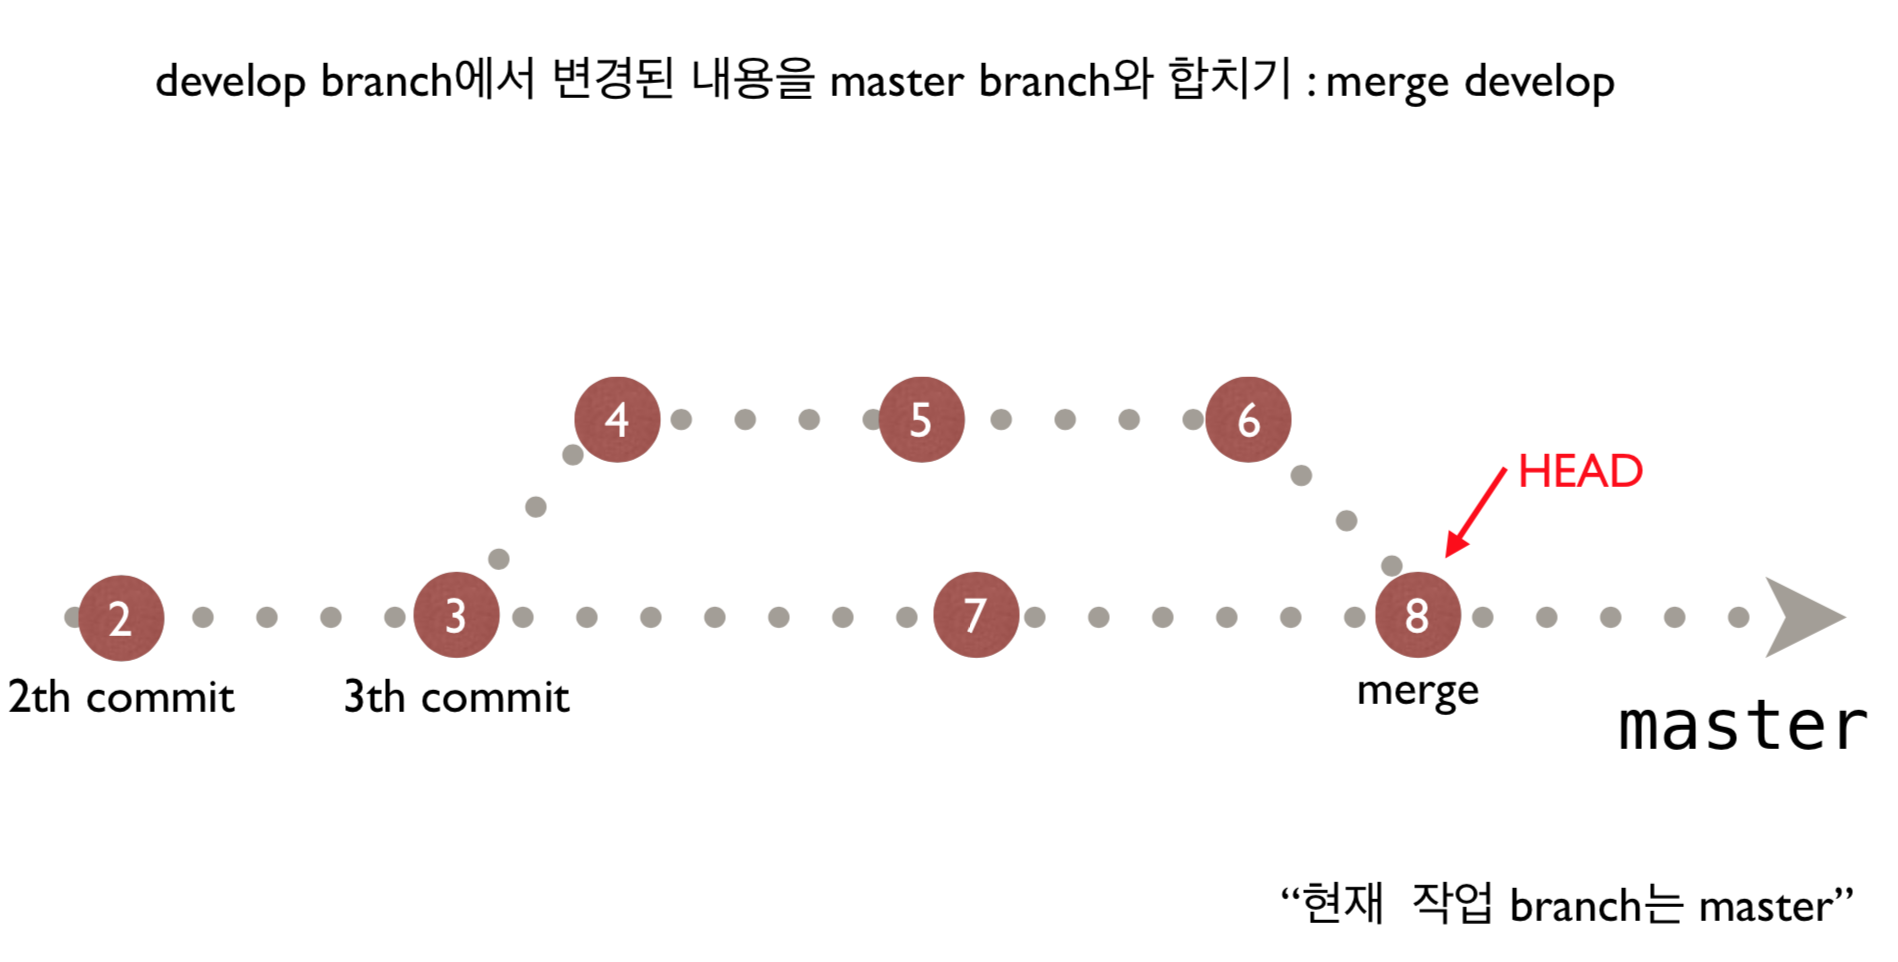 develop branch에서 변경된 내용을 master branch와 합치기 : merge develop
4 5 6
HEAD
2 3 7 8
2th commit 3th commit merge
master
“현재 작업 branch는 master”